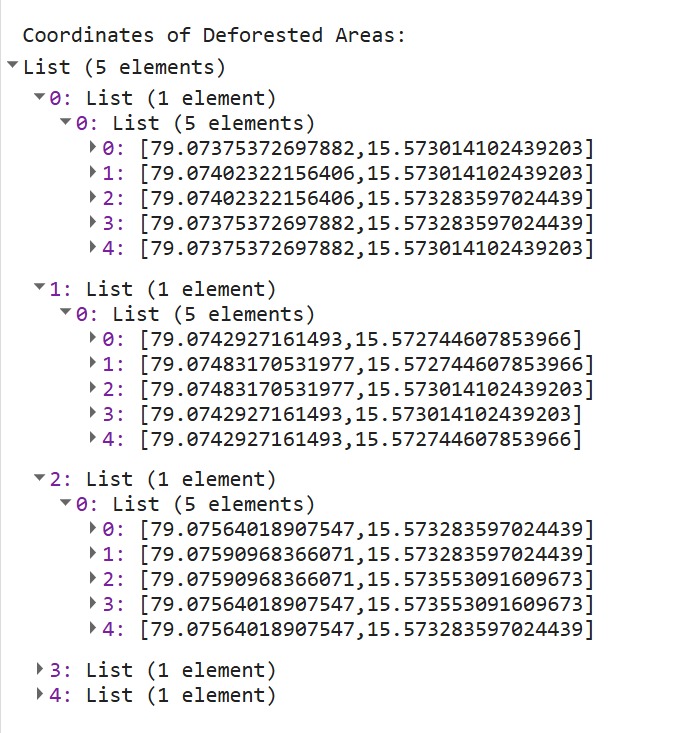 Coordinates of Deforested Areas:
List (5 elements)
0: List (1 element)
0: List (5 elements)
0: [79.07375372697882,15.573014102439203]
1: [79.07402322156406,15.573014102439203]
2: [79.07402322156406,15.573283597024439]
3: [79.07375372697882,15.573283597024439]
4: [79.07375372697882,15.573014102439203]
1: List (1 element)
0: List (5 elements)
0: [79.0742927161493,15.572744607853966]
1: [79.07483170531977,15.572744607853966]
2: [79.07483170531977,15.573014102439203]
3: [79.0742927161493,15.573014102439203]
4: [79.0742927161493,15.572744607853966]
2: List (1 element)
0: List (5 elements)
0: [79.07564018907547,15.573283597024439]
1: [79.07590968366071,15.573283597024439]
2: [79.07590968366071,15.573553091609673]
3: [79.07564018907547,15.573553091609673]
4: [79.07564018907547,15.573283597024439]
3: List (1 element)
4: List (1 element)